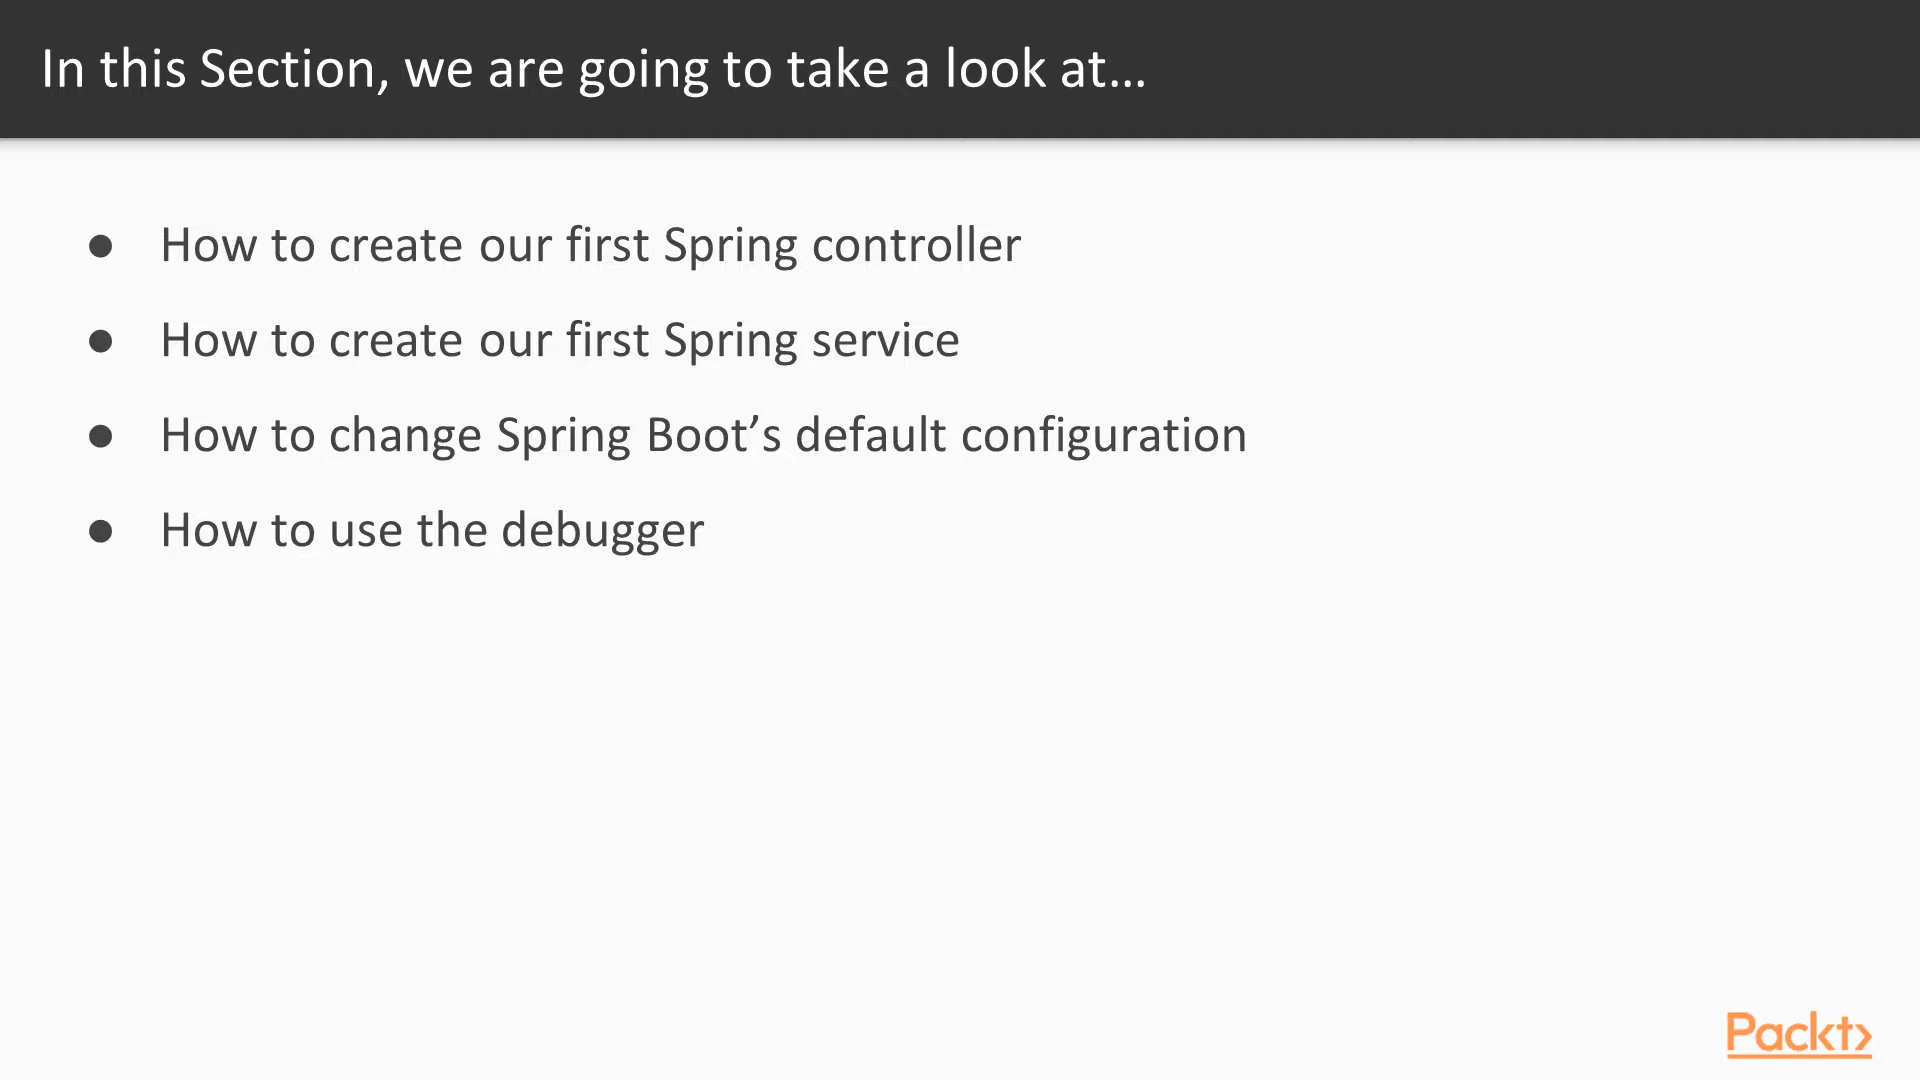 In this Section, we are going to take a look at…
● How to create our first Spring controller
● How to create our first Spring service
● How to change Spring Boot’s default configuration
● How to use the debugger
Packt>